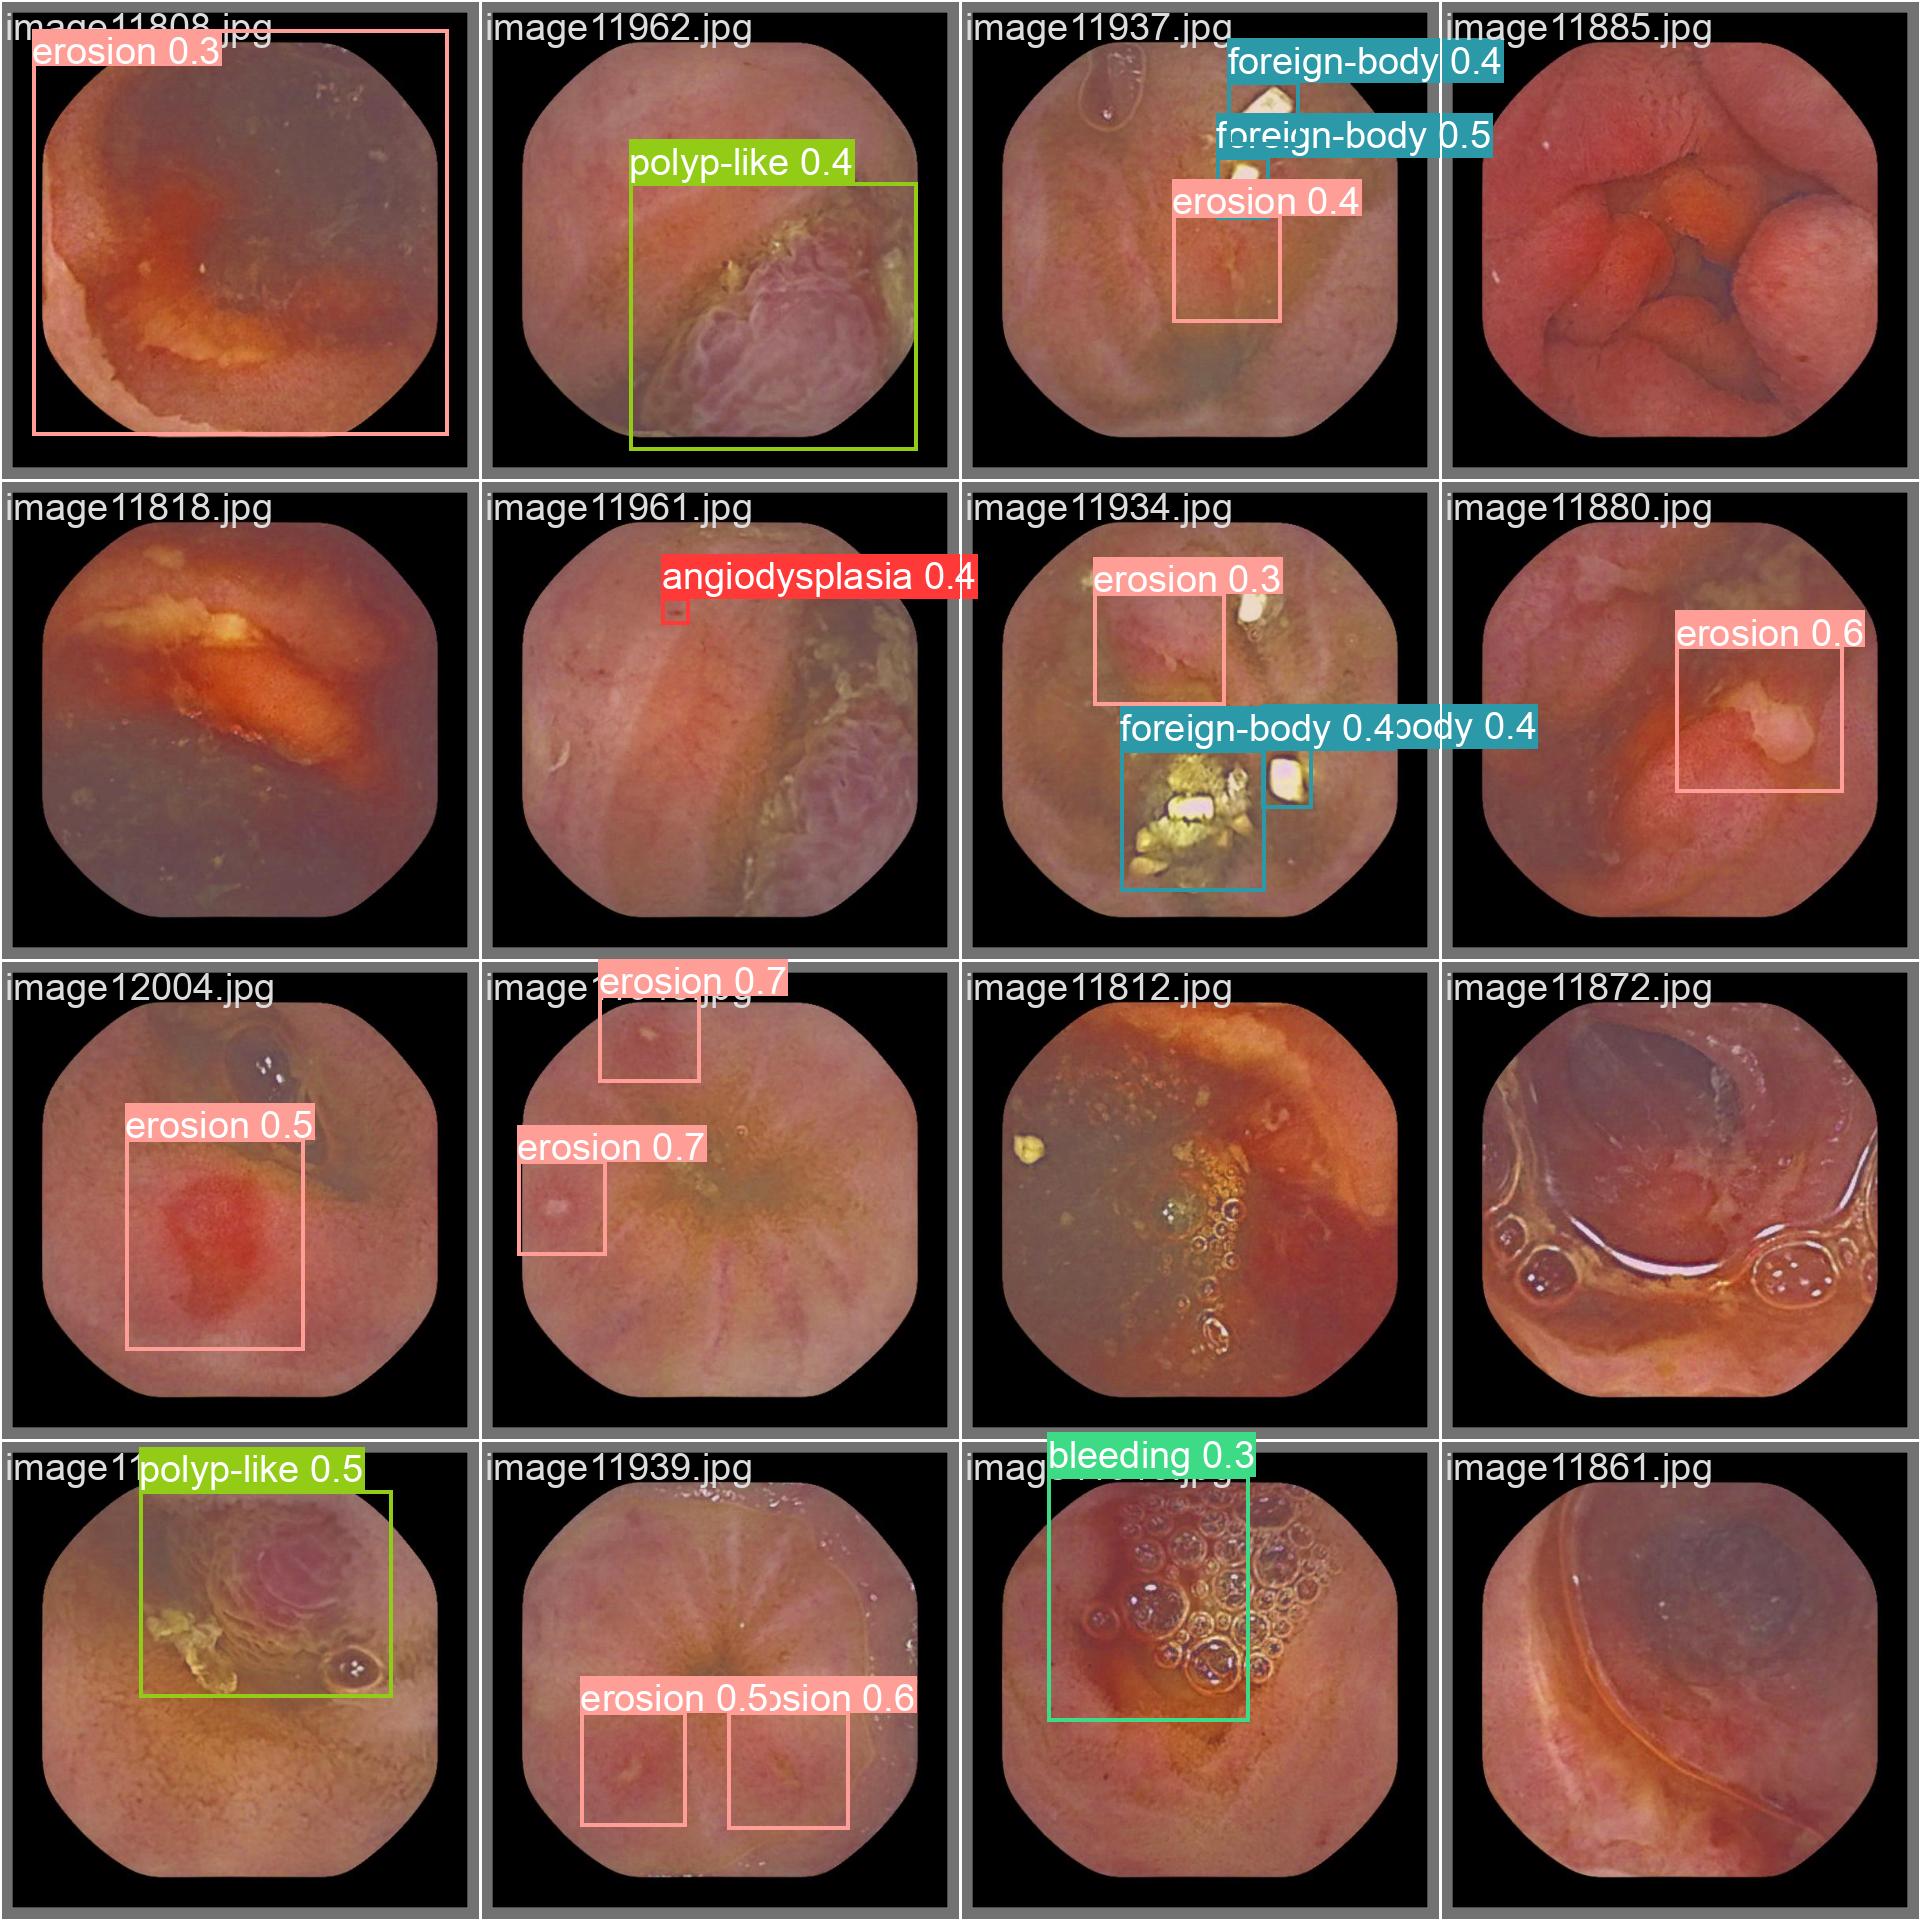 image11808.jpg
erosion 0.3
image11962.jpg
polyp-like 0.4
image11937.jpg
foreign-body 0.4
foreign-body 0.5
erosion 0.4
image11885.jpg
image11818.jpg
image11961.jpg
angiodysplasia 0.4
image11934.jpg
erosion 0.3
foreign-body 0.4
body 0.4
image11880.jpg
erosion 0.6
image12004.jpg
erosion 0.5
erosion 0.7
erosion 0.7
image11812.jpg
image11872.jpg
polyp-like 0.5
image11939.jpg
erosion 0.5
sion 0.6
bleeding 0.3
image11861.jpg